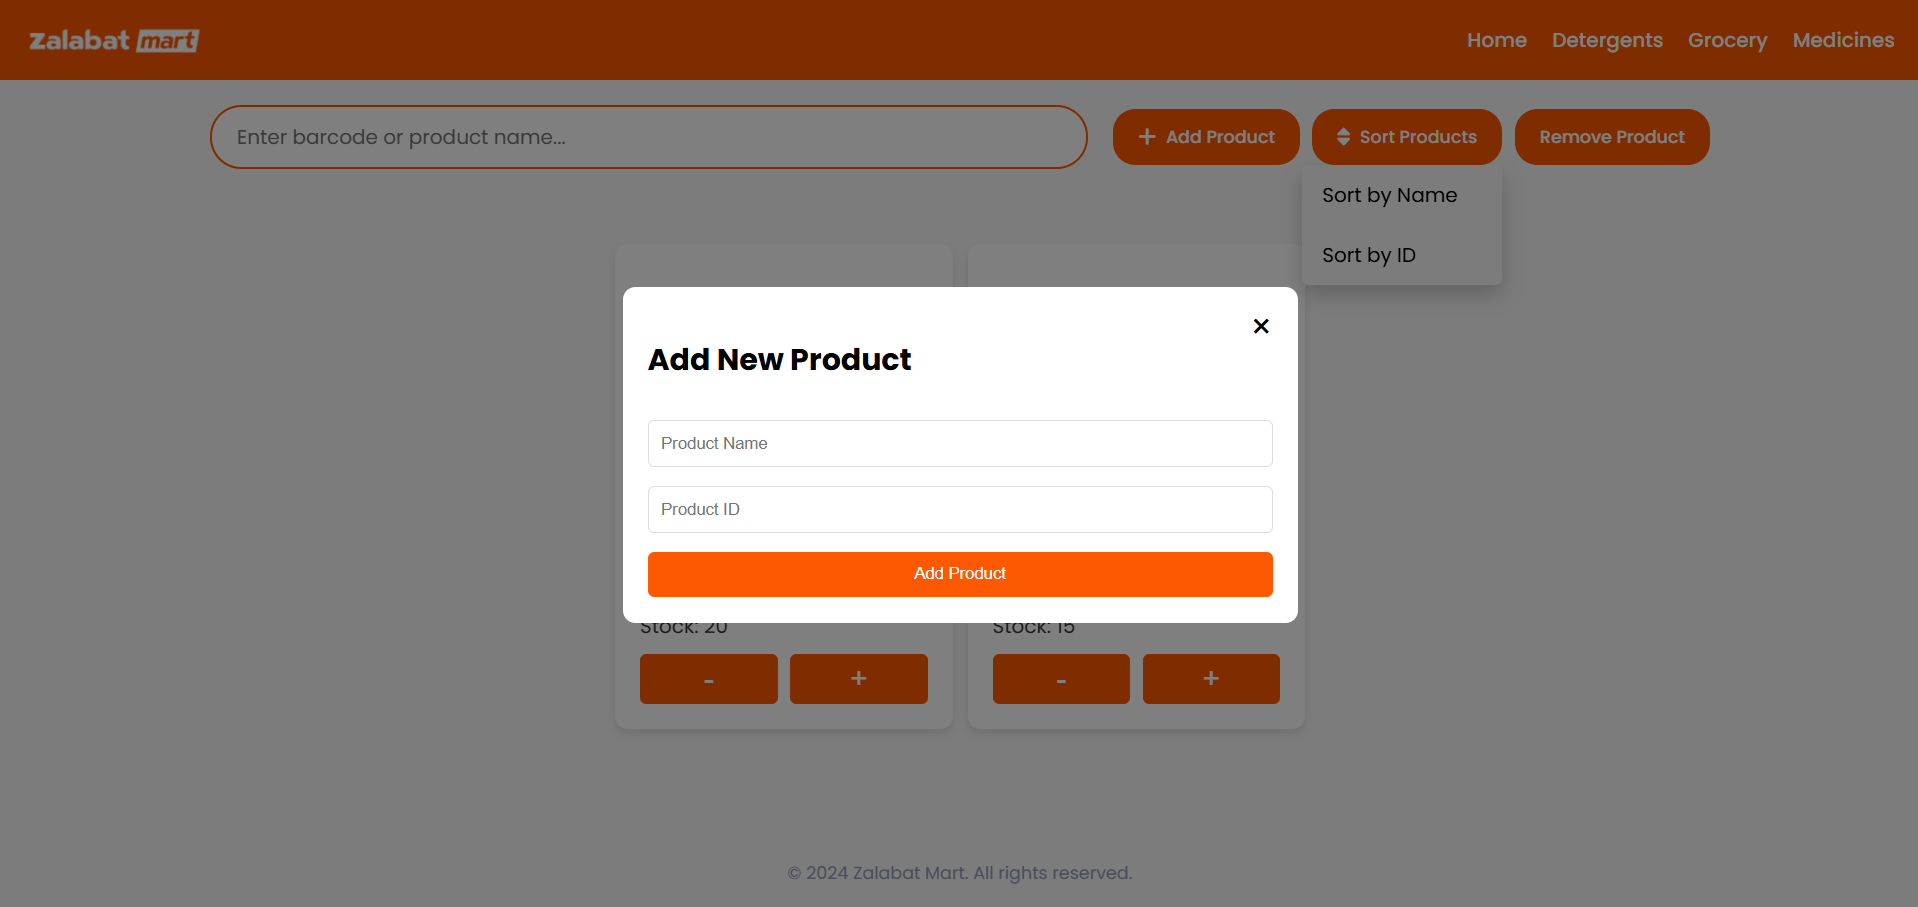 Zalabat mart
Home Detergents Grocery Medicines
Enter barcode or product name...
+ Add Product
Sort Products
Remove Product
Sort by Name
Sort by ID
×
Add New Product
Product Name
Product ID
Add Product
Stock: 20
Stock: 15
- +
- +
© 2024 Zalabat Mart. All rights reserved.